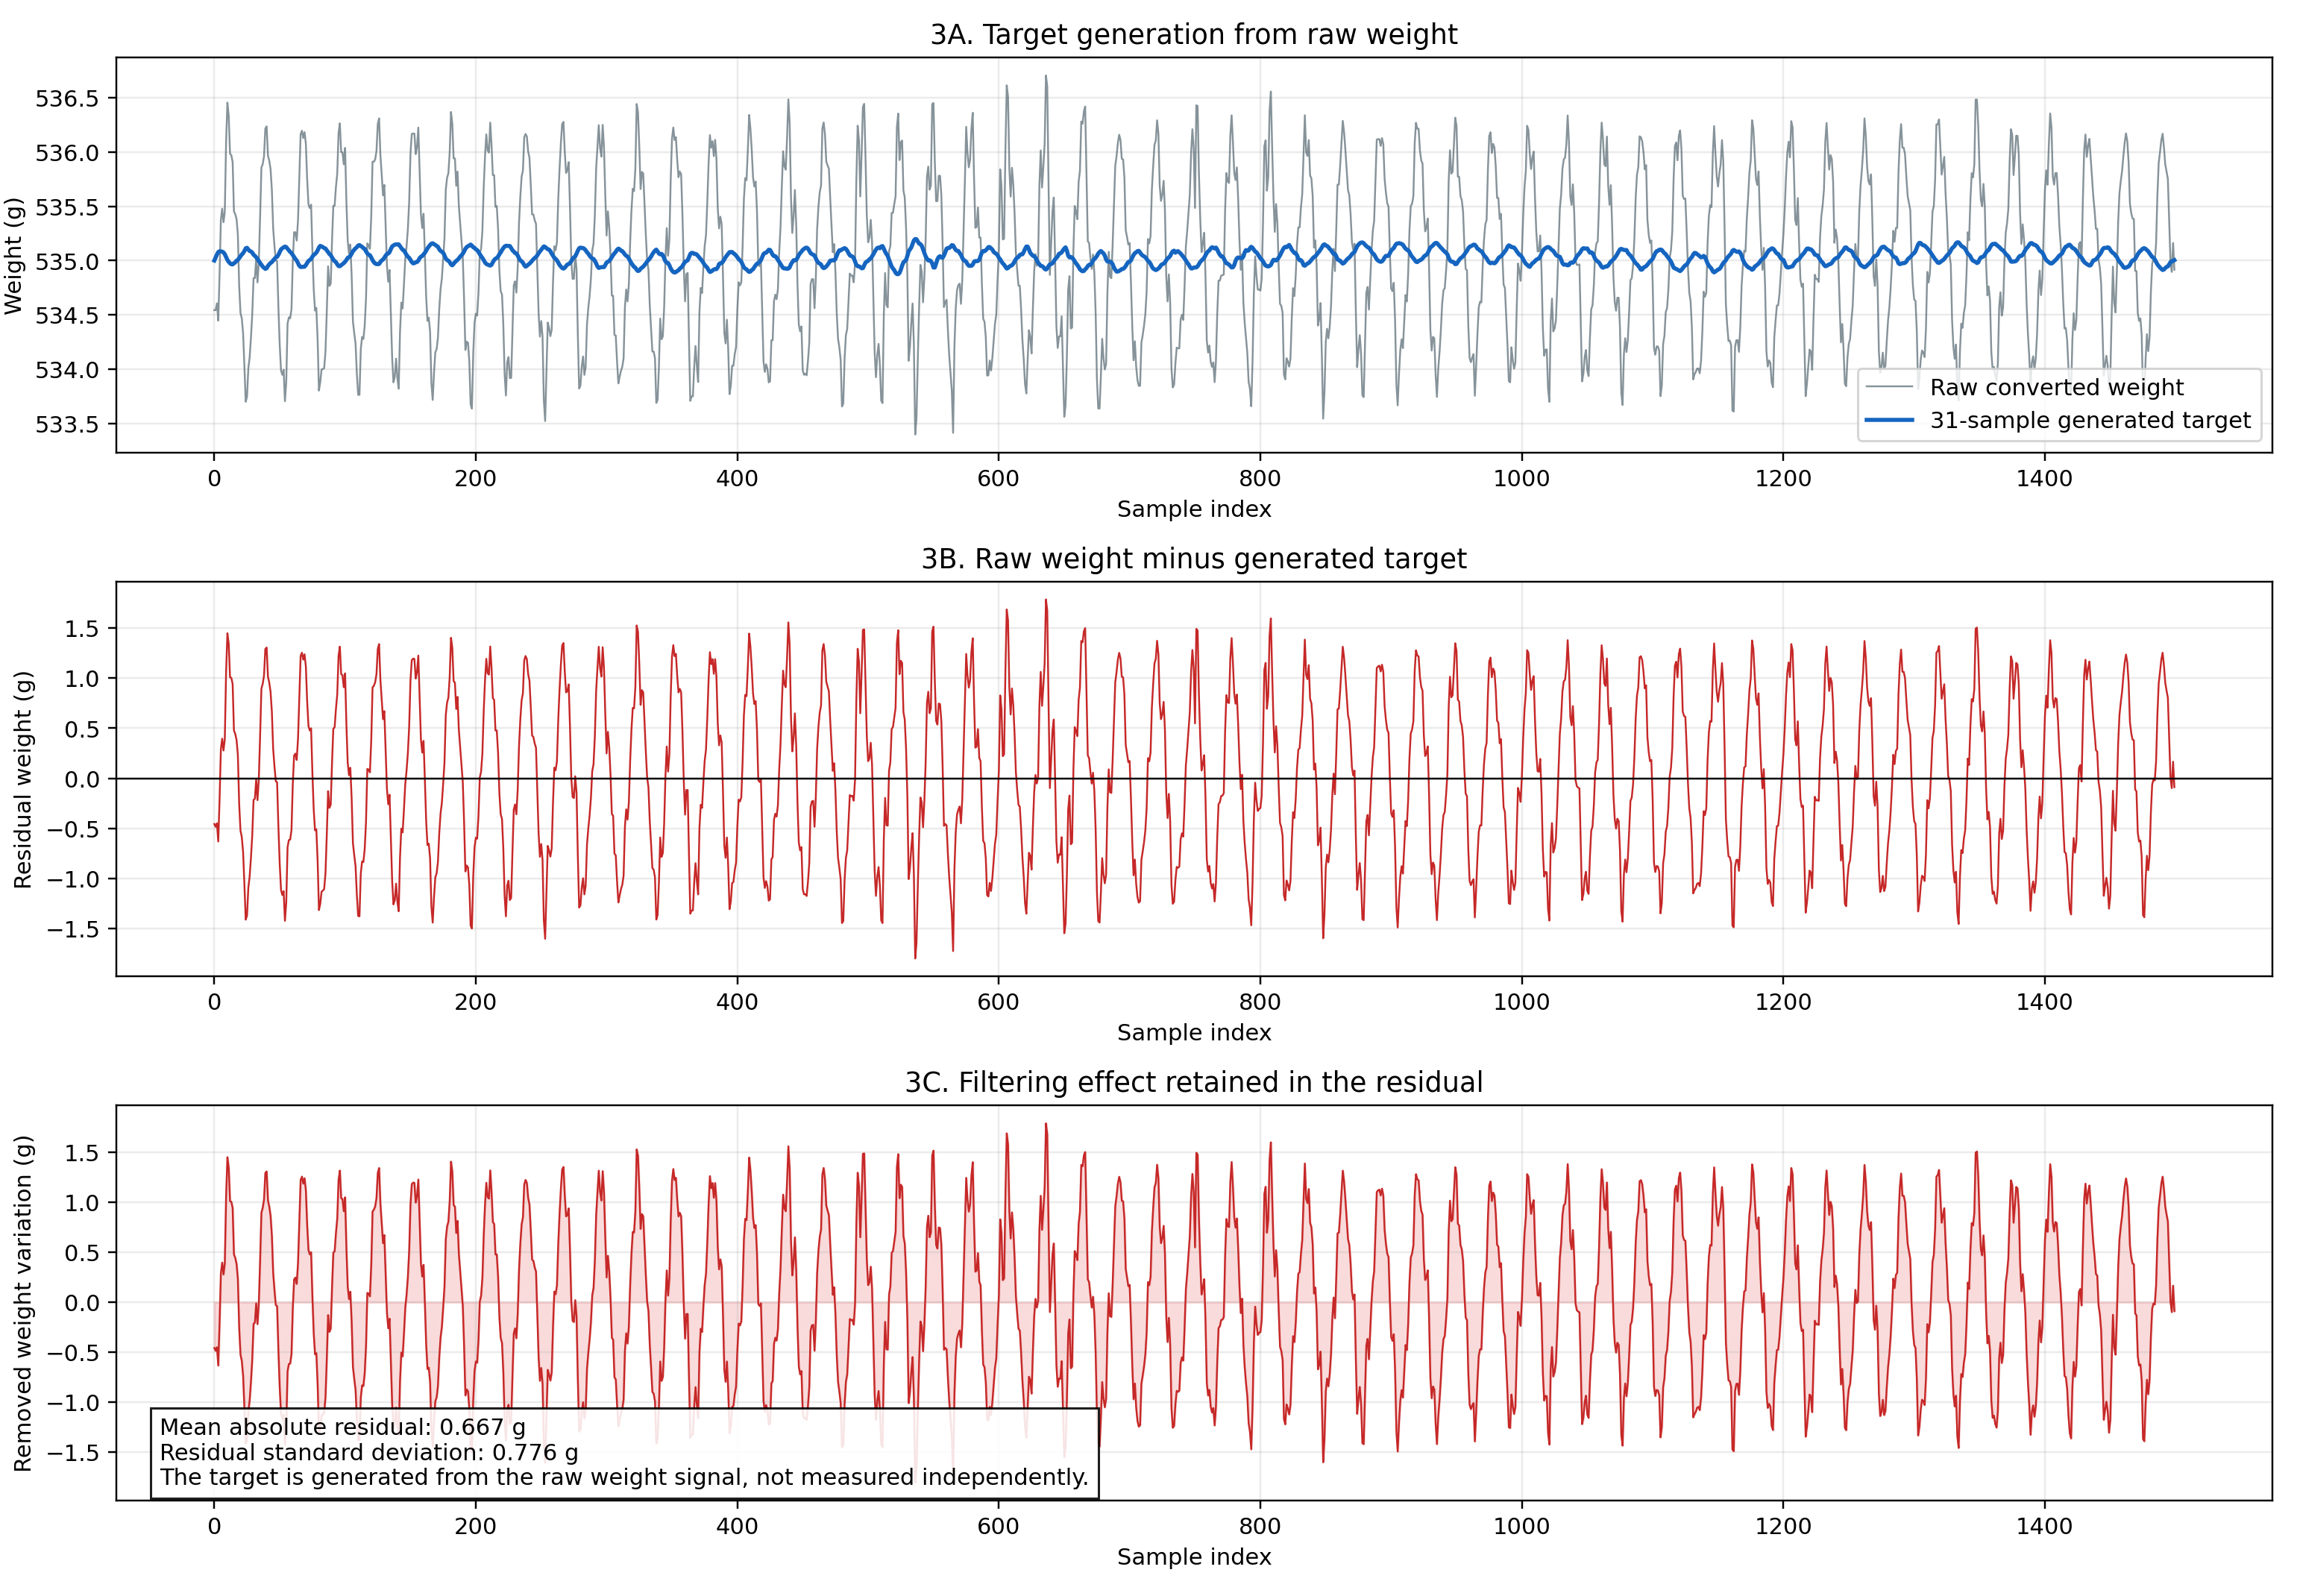 3A. Target generation from raw weight
Weight (g)
536.5
536.0
535.5
535.0
534.5
534.0
533.5
Raw converted weight
31-sample generated target
0 200 400 600 800 1000 1200 1400
Sample index
3B. Raw weight minus generated target
Residual weight (g)
1.5
1.0
0.5
0.0
−0.5
−1.0
−1.5
0 200 400 600 800 1000 1200 1400
Sample index
3C. Filtering effect retained in the residual
Removed weight variation (g)
1.5
1.0
0.5
0.0
−0.5
−1.0
−1.5
Mean absolute residual: 0.667 g
Residual standard deviation: 0.776 g
The target is generated from the raw weight signal, not measured independently.
0 200 400 600 800 1000 1200 1400
Sample index